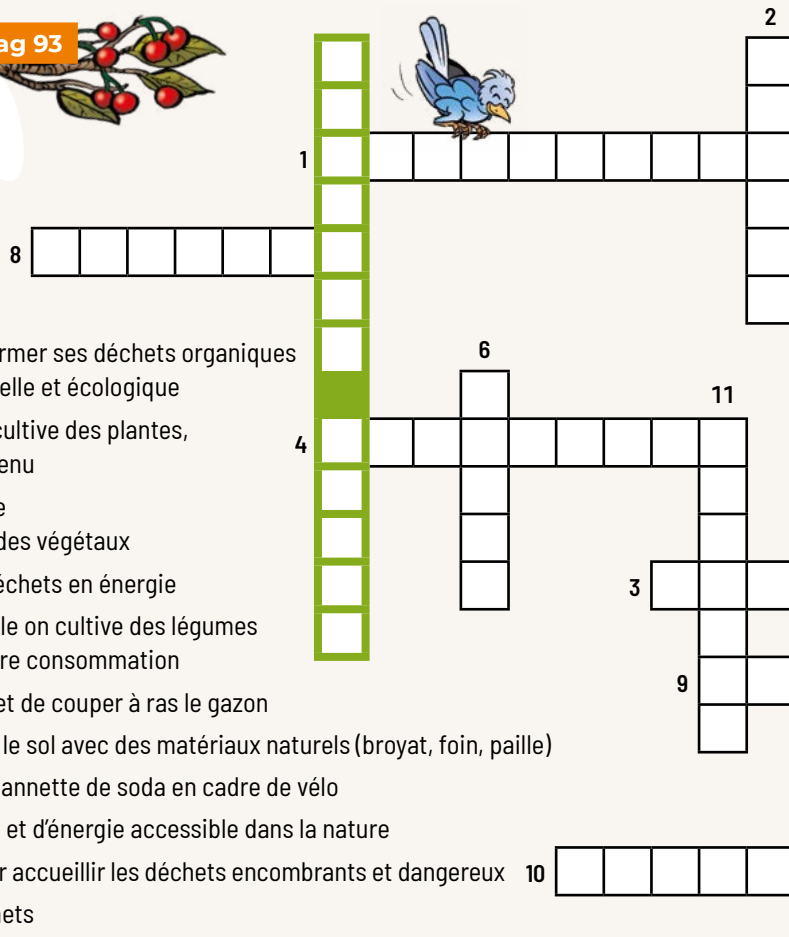 ag 93
2
1
8
6
11
4
3
9
rmer ses déchets organiques
elle et écologique
cultive des plantes,
enu
e
des végétaux
échets en énergie
le on cultive des légumes
re consommation
et de couper à ras le gazon
le sol avec des matériaux naturels (broyat, foin, paille)
annette de soda en cadre de vélo
et d’énergie accessible dans la nature
r accueillir les déchets encombrants et dangereux
10
ets